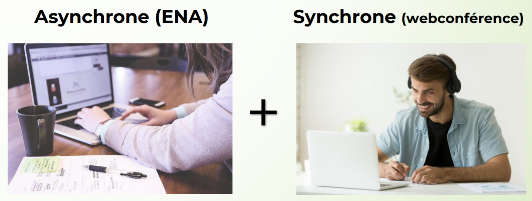 Asynchrone (ENA)
Synchrone (webconférence)
+